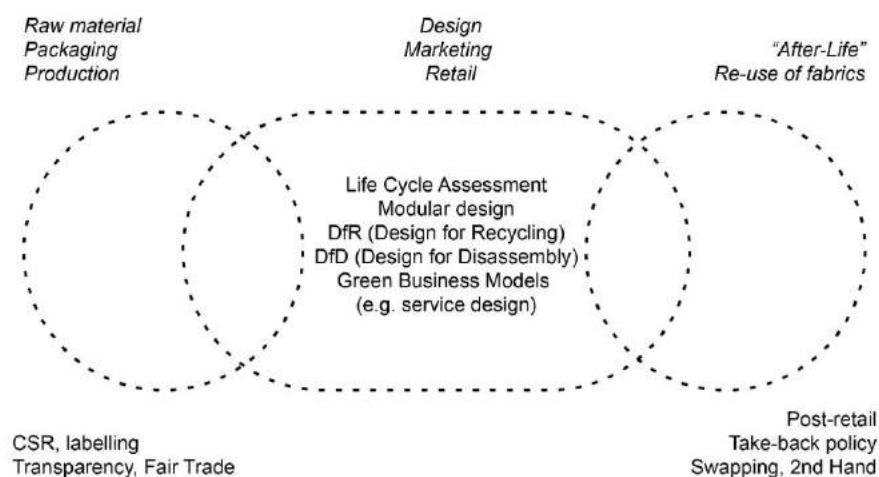 Raw material
Packaging
Production
Design
Marketing
Retail
“After-Life”
Re-use of fabrics
Life Cycle Assessment
Modular design
DfR (Design for Recycling)
DfD (Design for Disassembly)
Green Business Models
(e.g. service design)
CSR, labelling
Transparency, Fair Trade
Post-retail
Take-back policy
Swapping, 2nd Hand